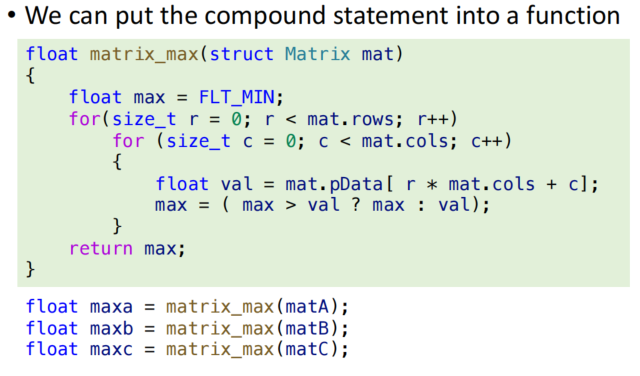 • We can put the compound statement into a function
float matrix_max(struct Matrix mat)
{
    float max = FLT_MIN;
    for(size_t r = 0; r < mat.rows; r++)
        for (size_t c = 0; c < mat.cols; c++)
        {
            float val = mat.pData[ r * mat.cols + c];
            max = ( max > val ? max : val);
        }
    return max;
}
float maxa = matrix_max(matA);
float maxb = matrix_max(matB);
float maxc = matrix_max(matC);